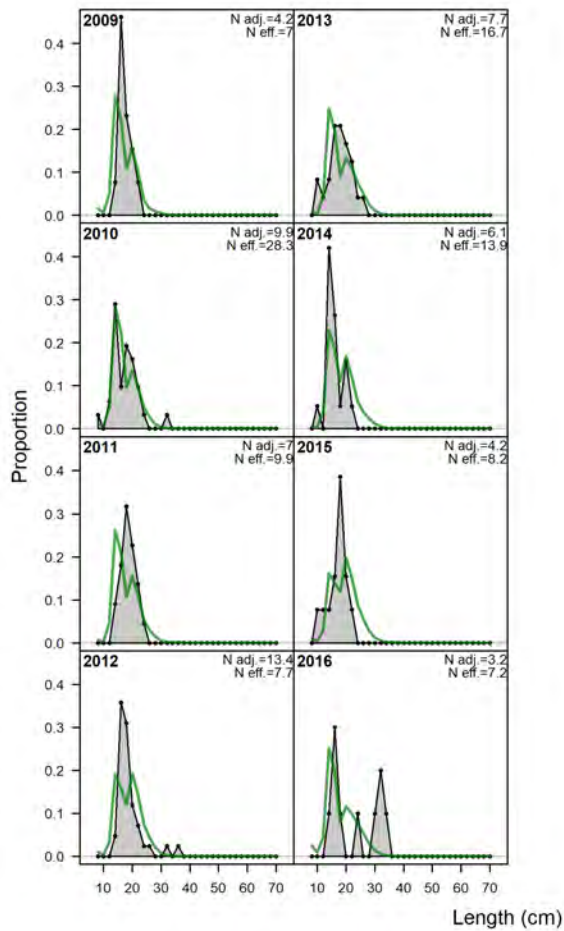 2009
N adj.=4.2
N eff.=7
2013
N adj.=7.7
N eff.=16.7
2010
N adj.=9.9
N eff.=28.3
2014
N adj.=6.1
N eff.=13.9
2011
N adj.=7
N eff.=9.9
2015
N adj.=4.2
N eff.=8.2
2012
N adj.=13.4
N eff.=7.7
2016
N adj.=3.2
N eff.=7.2
0.4
0.3
0.2
0.1
0.0
0.4
0.3
0.2
0.1
0.0
0.4
0.3
0.2
0.1
0.0
0.4
0.3
0.2
0.1
0.0
Proportion
10 20 30 40 50 60 70
10 20 30 40 50 60 70
Length (cm)